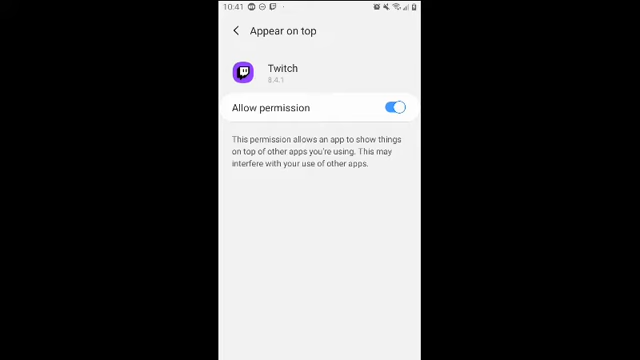 10:41
Appear on top
Twitch
8.4.1
Allow permission
This permission allows an app to show things
on top of other apps you're using. This may
interfere with your use of other apps.